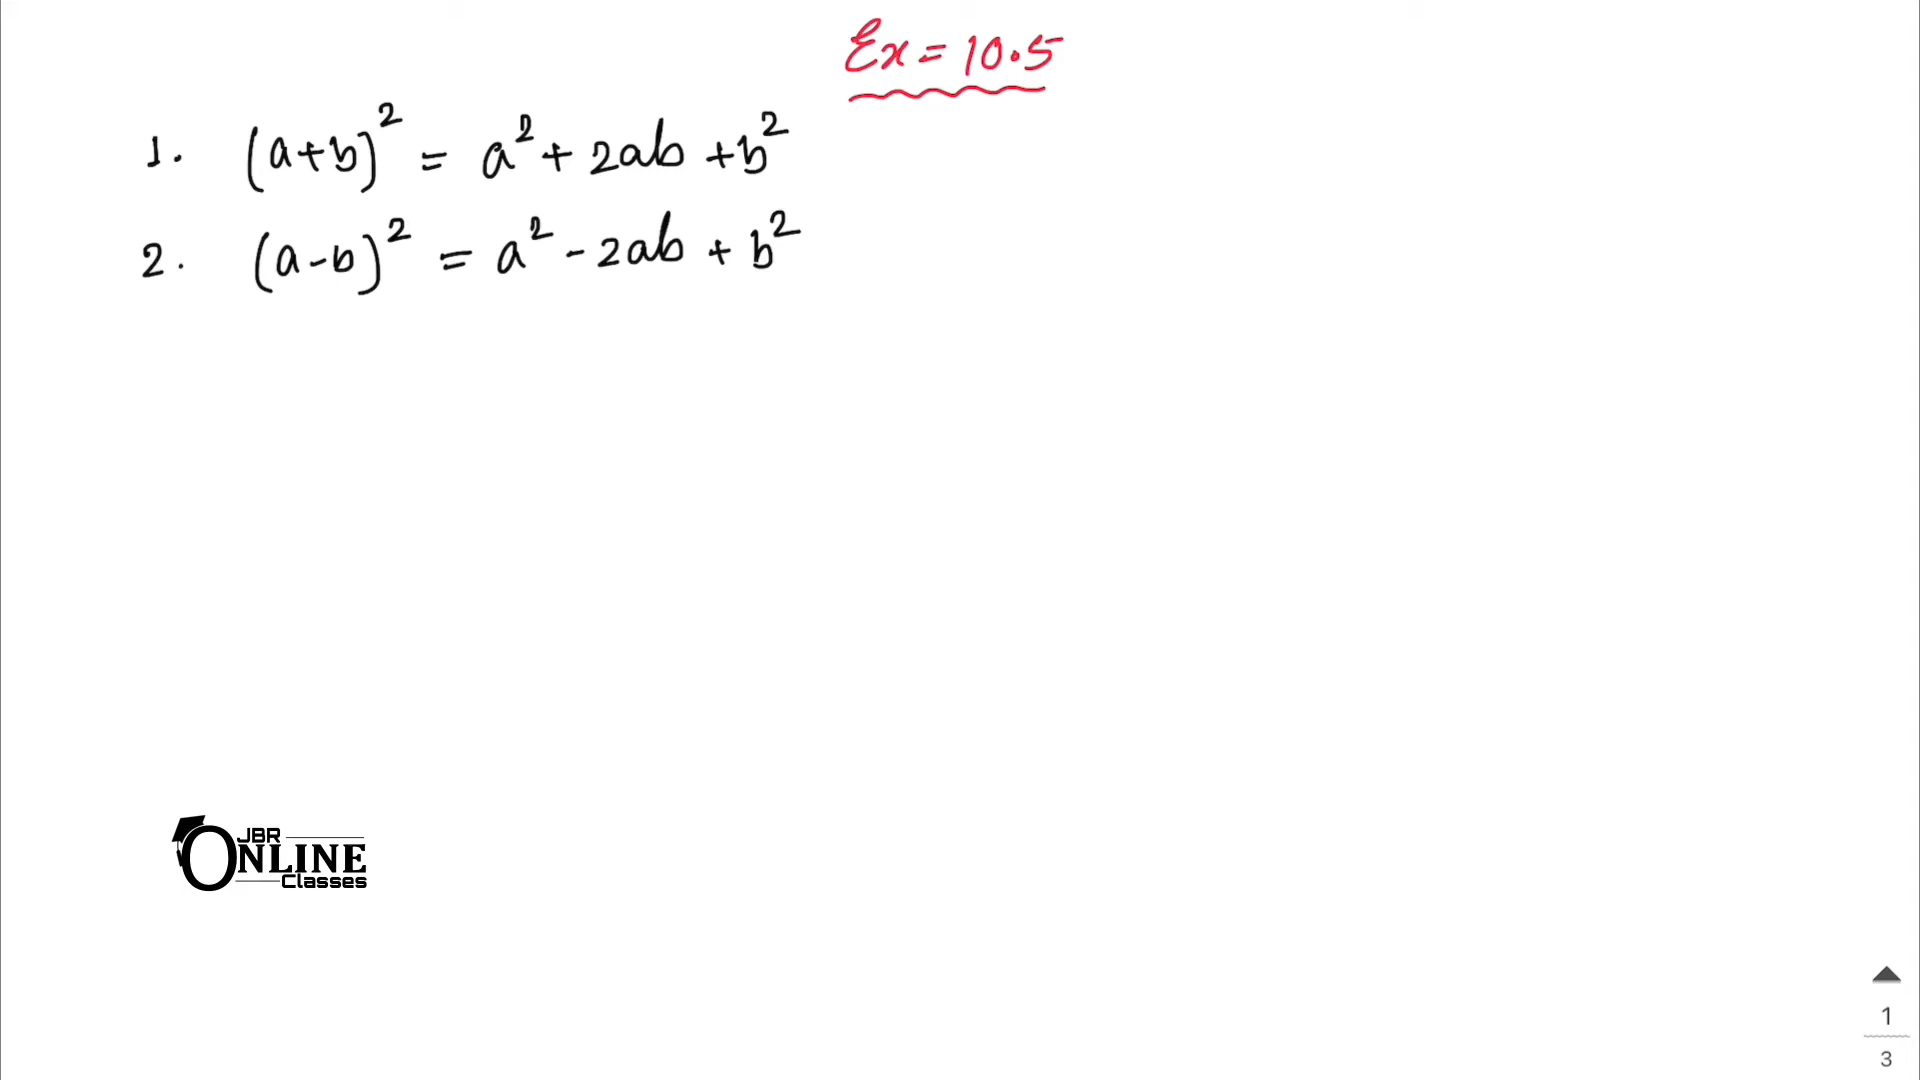 Ex = 10.5
1. (a+b)² = a² + 2ab + b²
2. (a-b)² = a² - 2ab + b²
JBR
ONLINE
Classes
1
3